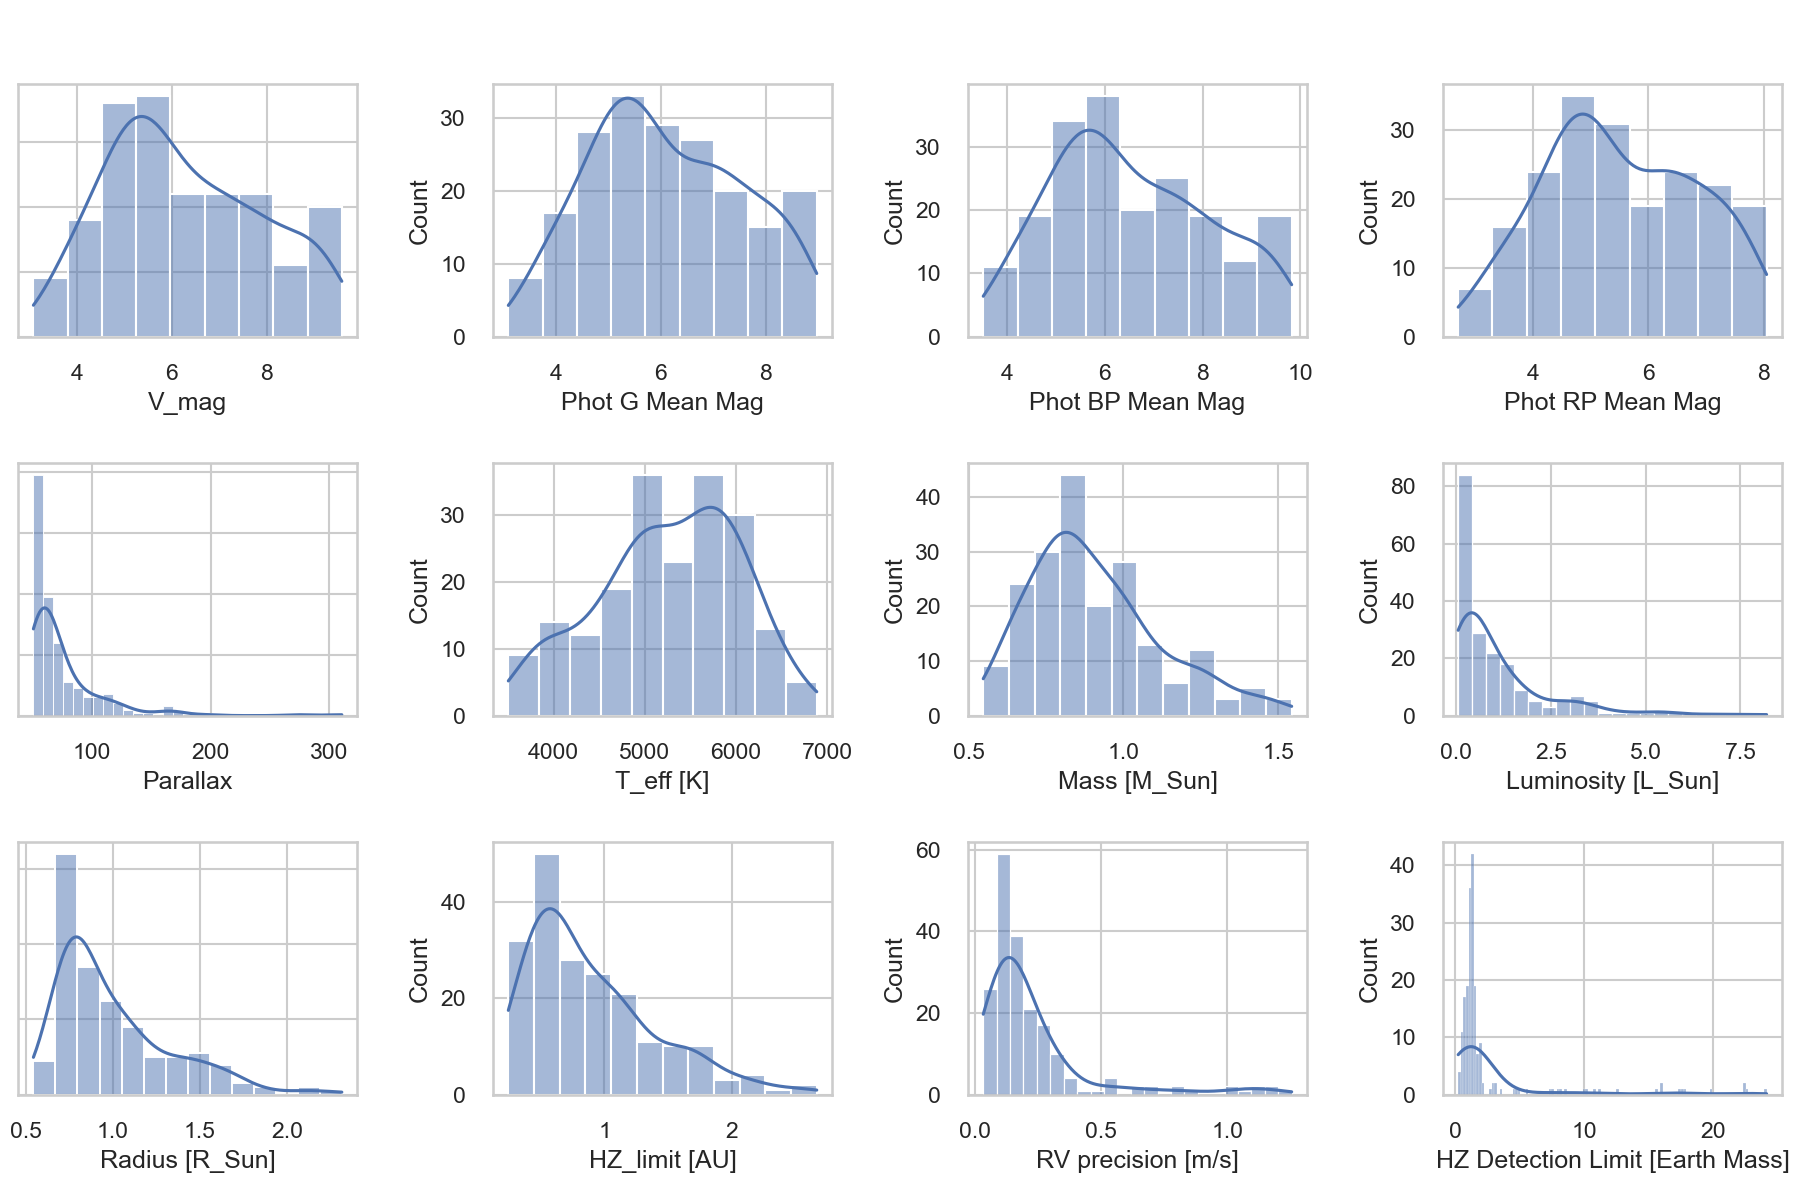 30
20
10
0
Count
30
20
10
0
Count
30
20
10
0
Count
4 6 8
4 6 8
4 6 8 10
4 6 8
V_mag
Phot G Mean Mag
Phot BP Mean Mag
Phot RP Mean Mag
30
20
10
0
Count
40
30
20
10
0
Count
80
60
40
20
0
Count
100 200 300
4000 5000 6000 7000
0.5 1.0 1.5
0.0 2.5 5.0 7.5
Parallax
T_eff [K]
Mass [M_Sun]
Luminosity [L_Sun]
40
20
0
Count
60
40
20
0
Count
40
30
20
10
0
Count
0.5 1.0 1.5 2.0
1 2
0.0 0.5 1.0
0 10 20
Radius [R_Sun]
HZ_limit [AU]
RV precision [m/s]
HZ Detection Limit [Earth Mass]